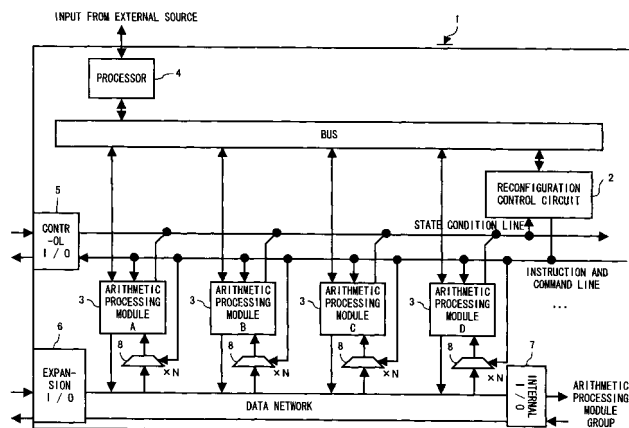 INPUT FROM EXTERNAL SOURCE
1
PROCESSOR
4
BUS
5
CONTR
-OL
I/O
RECONFIGURATION
CONTROL CIRCUIT
2
STATE CONDITION LINE
INSTRUCTION AND
COMMAND LINE
...
3
ARITHMETIC
PROCESSING
MODULE
A
3
ARITHMETIC
PROCESSING
MODULE
B
3
ARITHMETIC
PROCESSING
MODULE
C
3
ARITHMETIC
PROCESSING
MODULE
D
8
×N
8
×N
8
×N
8
×N
6
EXPAN-
SION
I/O
DATA NETWORK
7
INTERNAL
I/O
ARITHMETIC
PROCESSING
MODULE
GROUP